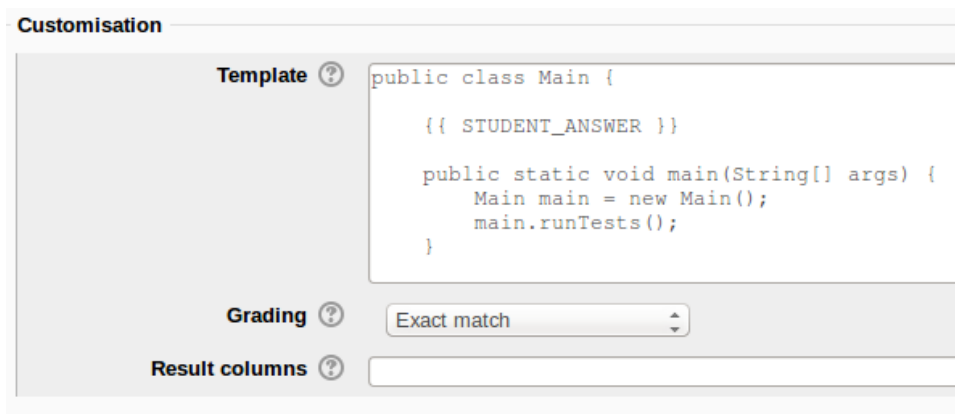 Customisation
Template ?
public class Main {
{{ STUDENT_ANSWER }}
public static void main(String[] args) {
Main main = new Main();
main.runTests();
}
Grading ?
Exact match
Result columns ?